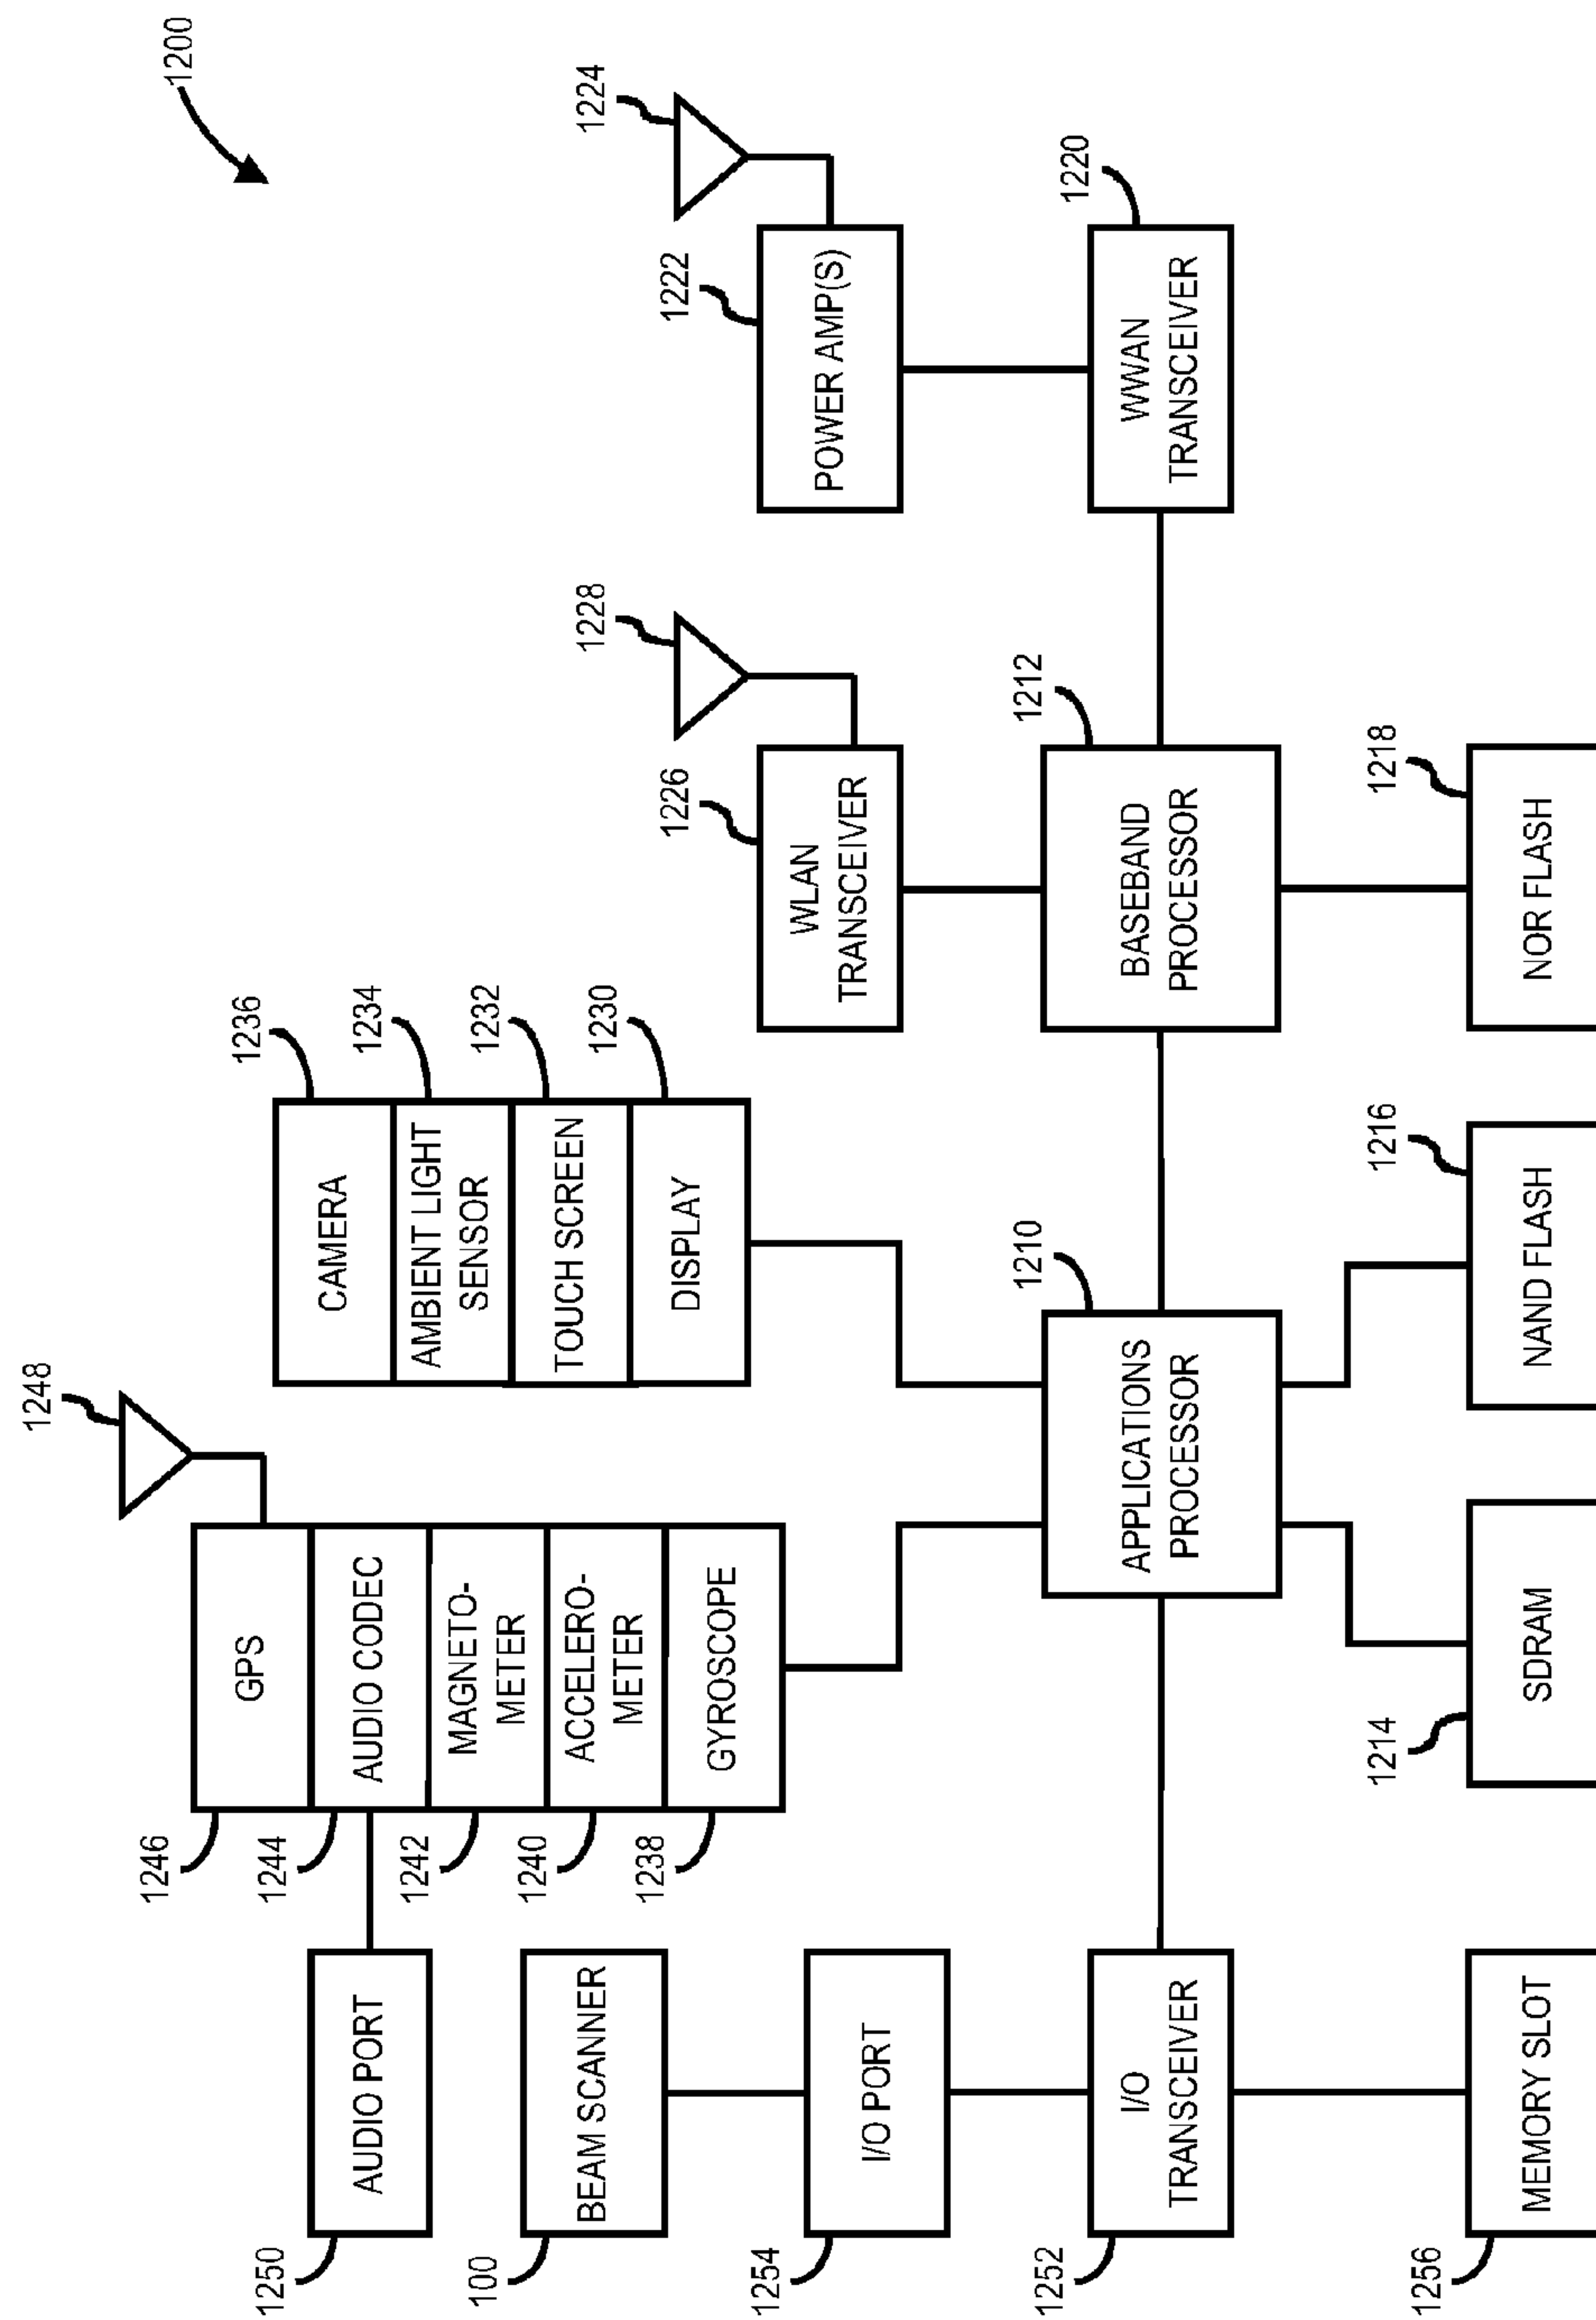 1200
1248
1246
GPS
1244
AUDIO CODEC
1242
MAGNETO-
METER
1240
ACCELERO-
METER
1238
GYROSCOPE
1236
CAMERA
1234
AMBIENT LIGHT
SENSOR
1232
TOUCH SCREEN
1230
DISPLAY
1250
AUDIO PORT
100
BEAM SCANNER
1254
I/O PORT
1252
I/O
TRANSCEIVER
1256
MEMORY SLOT
1210
APPLICATIONS
PROCESSOR
1214
SDRAM
1216
NAND FLASH
1228
1226
WLAN
TRANSCEIVER
1212
BASEBAND
PROCESSOR
1218
NOR FLASH
1224
1222
POWER AMP(S)
1220
WWAN
TRANSCEIVER